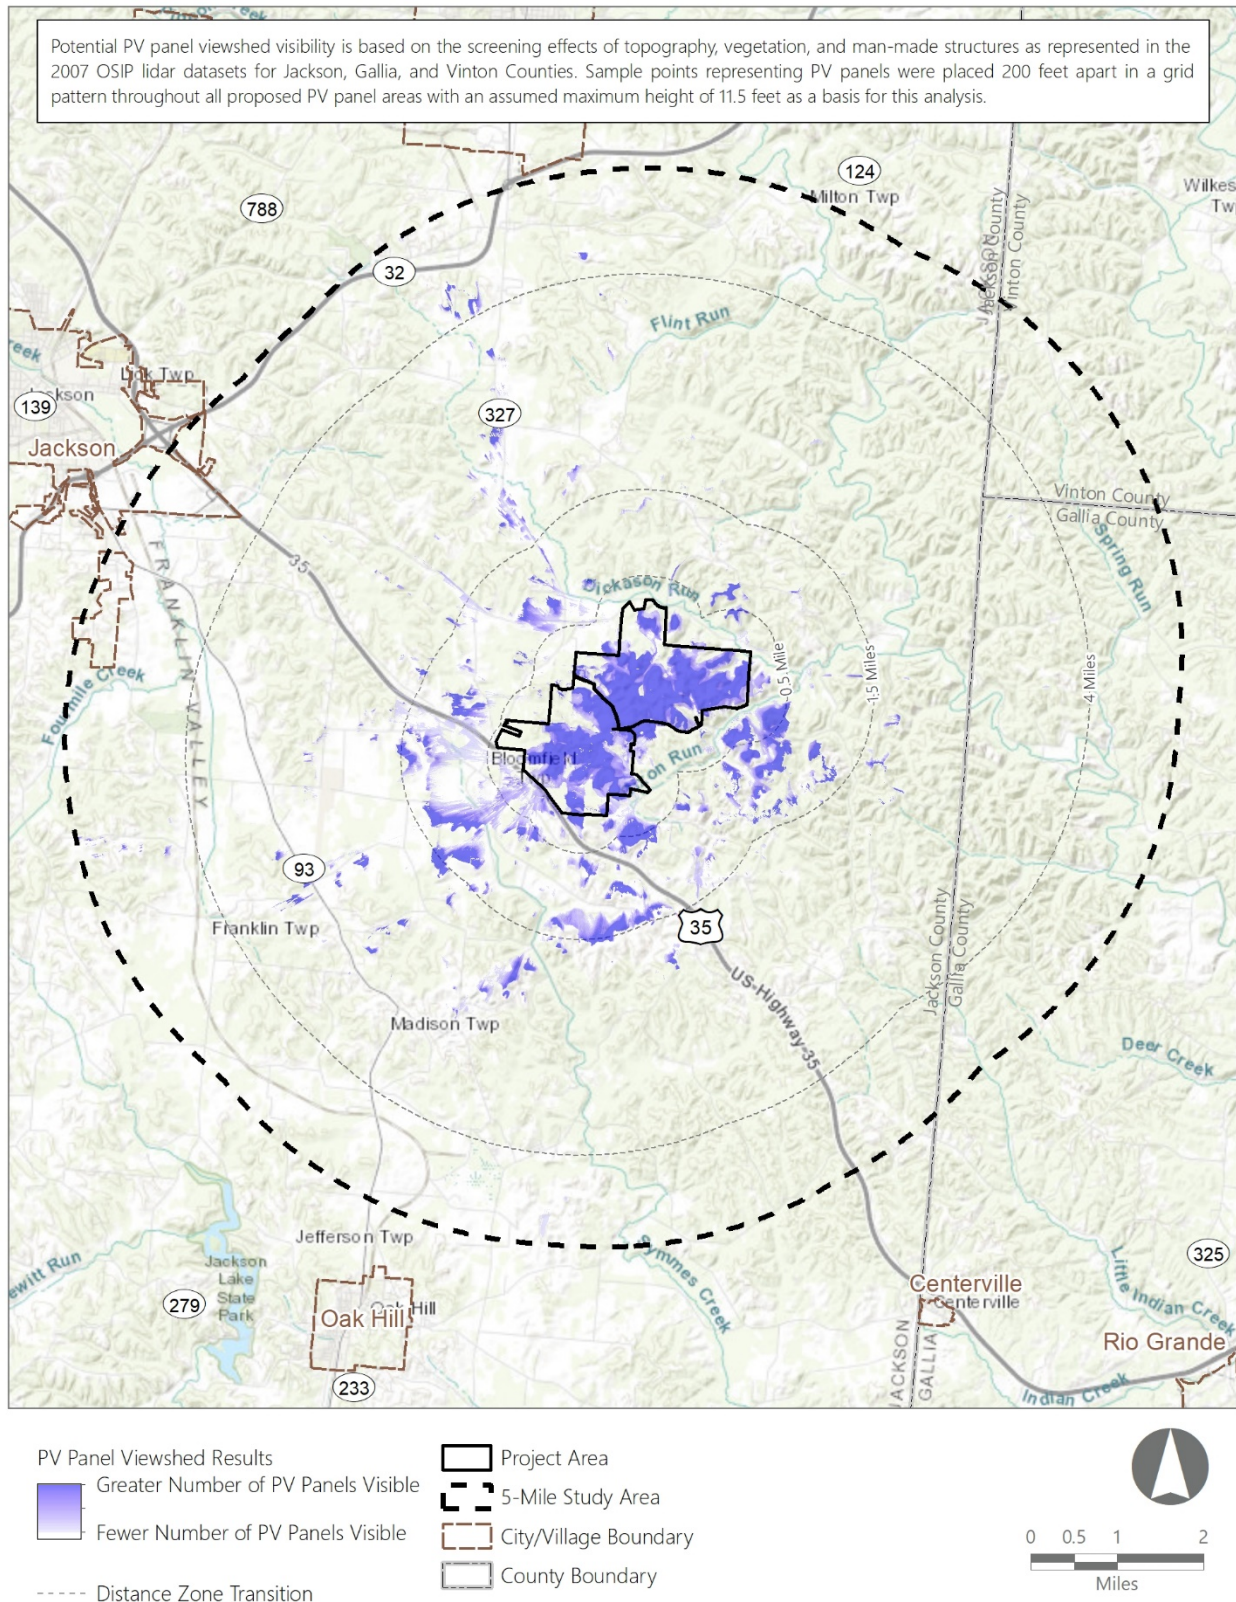 Potential PV panel viewshed visibility is based on the screening effects of topography, vegetation, and man-made structures as represented in the
2007 OSIP lidar datasets for Jackson, Gallia, and Vinton Counties. Sample points representing PV panels were placed 200 feet apart in a grid
pattern throughout all proposed PV panel areas with an assumed maximum height of 11.5 feet as a basis for this analysis.
124
Milton Twp
788
32
Jackson County
Vinton County
JACKSON
Flint Run
Lick Twp
Jackson
139
Jackson
327
Vinton County
Gallia County
Spring Run
35
FRANKLIN VALLEY
Dickason Run
0.5 Mile
1.5 Miles
4 Miles
Fourmile Creek
Bloomfield
on Run
93
Franklin Twp
35
Jackson County
Gallia County
US-Highway-35
Madison Twp
Deer Creek
Jefferson Twp
Symmes Creek
325
ewitt Run
Jackson
Lake
State
Park
279
Oak Hill
Oak Hill
233
Centerville
Centerville
Little Indian Creek
Rio Grande
JACKSON
GALLIA
Indian Creek
PV Panel Viewshed Results
Greater Number of PV Panels Visible
Fewer Number of PV Panels Visible
Distance Zone Transition
Project Area
5-Mile Study Area
City/Village Boundary
County Boundary
0 0.5 1 2
Miles